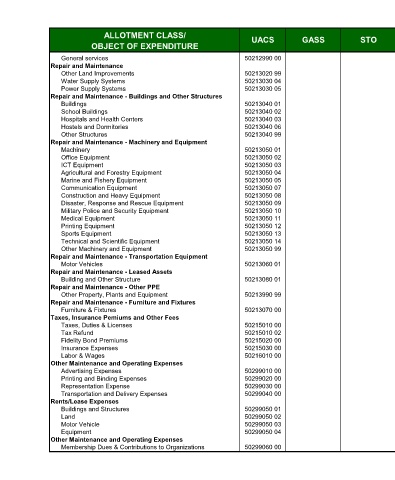 ALLOTMENT CLASS/
OBJECT OF EXPENDITURE UACS GASS STO
General services 50212990 00
Repair and Maintenance
Other Land Improvements 50213020 99
Water Supply Systems 50213030 04
Power Supply Systems 50213030 05
Repair and Maintenance - Buildings and Other Structures
Buildings 50213040 01
School Buildings 50213040 02
Hospitals and Health Centers 50213040 03
Hostels and Dormitories 50213040 06
Other Structures 50213040 99
Repair and Maintenance - Machinery and Equipment
Machinery 50213050 01
Office Equipment 50213050 02
ICT Equipment 50213050 03
Agricultural and Forestry Equipment 50213050 04
Marine and Fishery Equipment 50213050 05
Communication Equipment 50213050 07
Construction and Heavy Equipment 50213050 08
Disaster, Response and Rescue Equipment 50213050 09
Military Police and Security Equipment 50213050 10
Medical Equipment 50213050 11
Printing Equipment 50213050 12
Sports Equipment 50213050 13
Technical and Scientific Equipment 50213050 14
Other Machinery and Equipment 50213050 99
Repair and Maintenance - Transportation Equipment
Motor Vehicles 50213060 01
Repair and Maintenance - Leased Assets
Building and Other Structure 50213080 01
Repair and Maintenance - Other PPE
Other Property, Plants and Equipment 50213990 99
Repair and Maintenance - Furniture and Fixtures
Furniture & Fixtures 50213070 00
Taxes, Insurance Pemiums and Other Fees
Taxes, Duties & Licenses 50215010 00
Tax Refund 50215010 02
Fidelity Bond Premiums 50215020 00
Insurance Expenses 50215030 00
Labor & Wages 50216010 00
Other Maintenance and Operating Expenses
Advertising Expenses 50299010 00
Printing and Binding Expenses 50299020 00
Representation Expense 50299030 00
Transportation and Delivery Expenses 50299040 00
Rents/Lease Expenses
Buildings and Structures 50299050 01
Land 50299050 02
Motor Vehicle 50299050 03
Equipment 50299050 04
Other Maintenance and Operating Expenses
Membership Dues & Contributions to Organizations 50299060 00